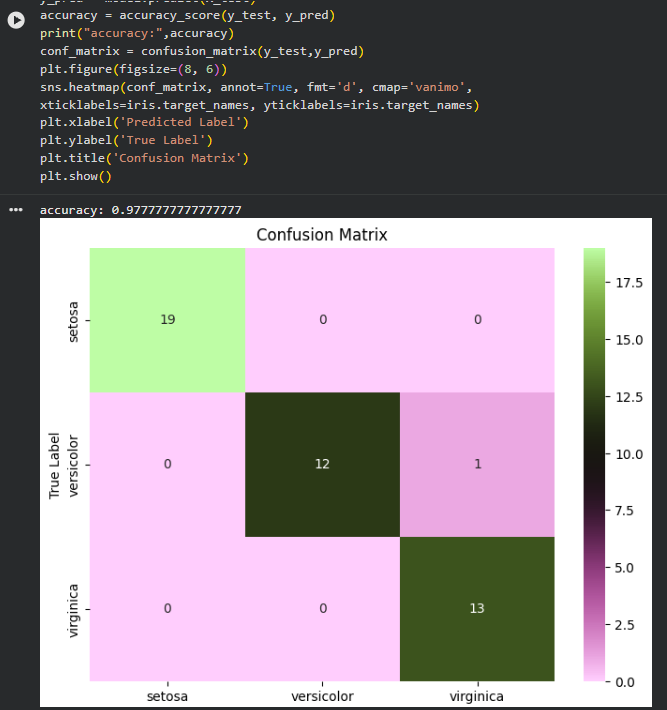 accuracy = accuracy_score(y_test, y_pred)
print("accuracy:",accuracy)
conf_matrix = confusion_matrix(y_test,y_pred)
plt.figure(figsize=(8, 6))
sns.heatmap(conf_matrix, annot=True, fmt='d', cmap='vanimo',
xticklabels=iris.target_names, yticklabels=iris.target_names)
plt.xlabel('Predicted Label')
plt.ylabel('True Label')
plt.title('Confusion Matrix')
plt.show()
accuracy: 0.9777777777777777
Confusion Matrix
True Label
setosa
19 0 0
versicolor
0 12 1
virginica
0 0 13
setosa versicolor virginica
17.5
15.0
12.5
10.0
7.5
5.0
2.5
0.0